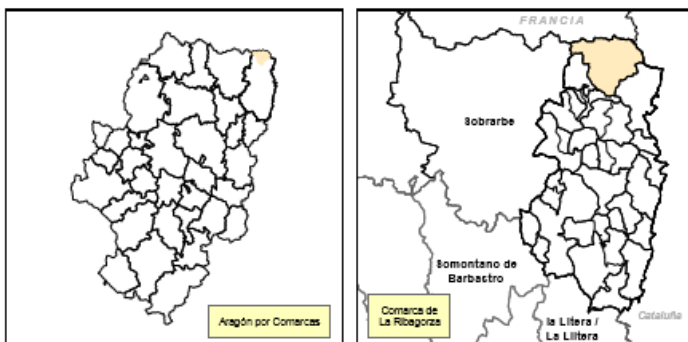 Aragón por Comarcas
FRANCIA
Sobrarbe
Somontano de
Barbastro
la Litera /
La Llitera
Cataluña
Comarca de
La Ribagorza